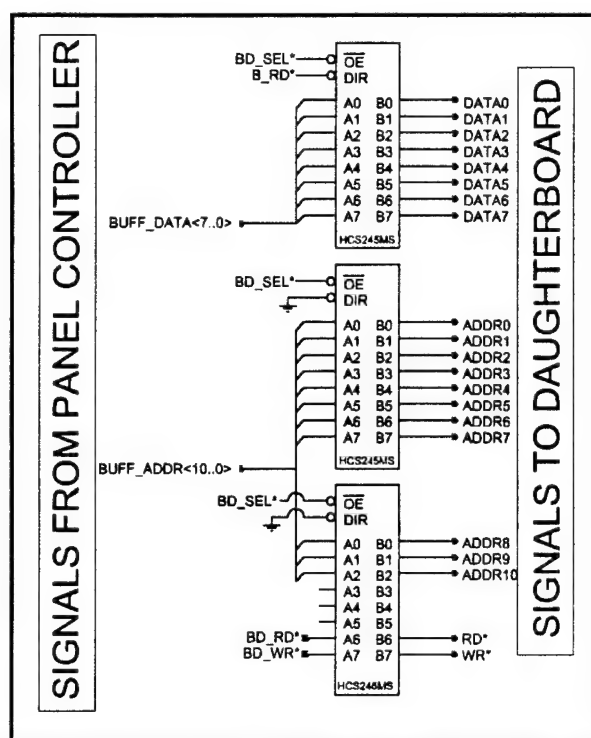 SIGNALS FROM PANEL CONTROLLER
BD_SEL*
B_RD*
OE
DIR
A0 B0 DATA0
A1 B1 DATA1
A2 B2 DATA2
A3 B3 DATA3
A4 B4 DATA4
A5 B5 DATA5
A6 B6 DATA6
A7 B7 DATA7
BUFF_DATA<7..0>
HCS245MS
BD_SEL*
OE
DIR
A0 B0 ADDR0
A1 B1 ADDR1
A2 B2 ADDR2
A3 B3 ADDR3
A4 B4 ADDR4
A5 B5 ADDR5
A6 B6 ADDR6
A7 B7 ADDR7
BUFF_ADDR<10..0>
HCS245MS
BD_SEL*
OE
DIR
A0 B0 ADDR8
A1 B1 ADDR9
A2 B2 ADDR10
A3 B3
A4 B4
A5 B5
BD_RD* A6 B6 RD*
BD_WR* A7 B7 WR*
HCS245MS
SIGNALS TO DAUGHTERBOARD